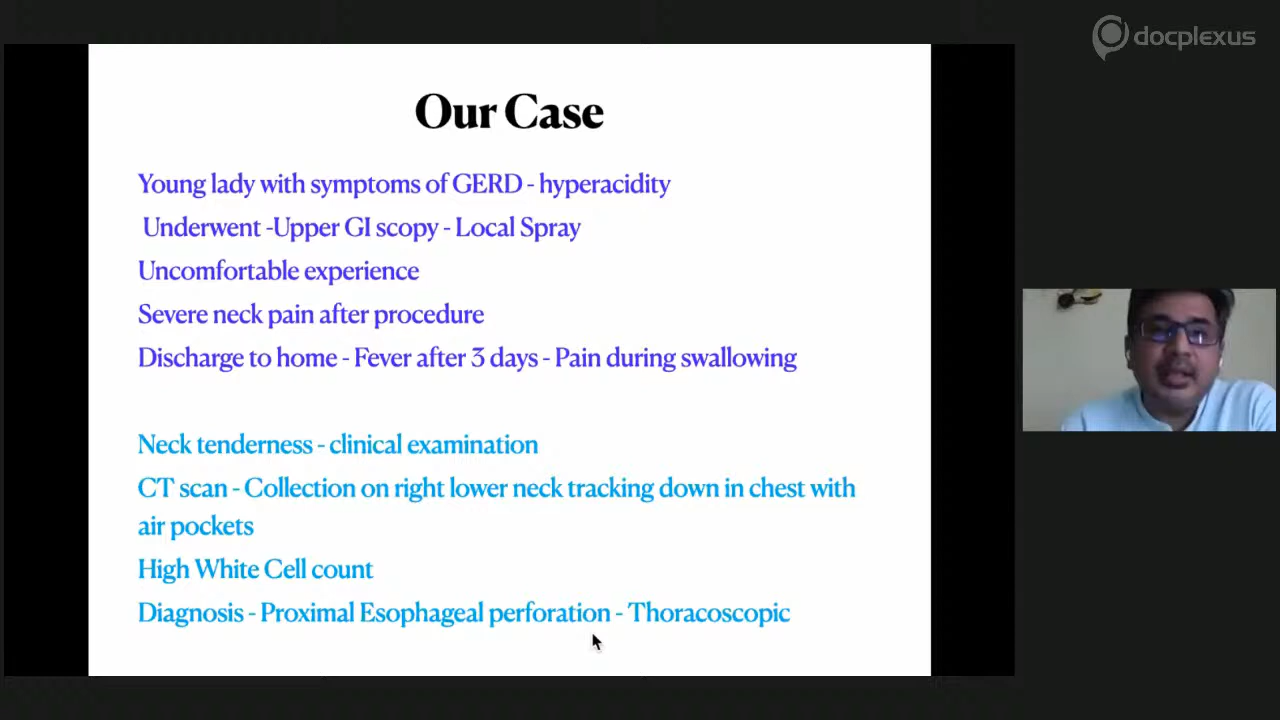 docplexus
Our Case
Young lady with symptoms of GERD - hyperacidity
Underwent -Upper GI scopy - Local Spray
Uncomfortable experience
Severe neck pain after procedure
Discharge to home - Fever after 3 days - Pain during swallowing
Neck tenderness - clinical examination
CT scan - Collection on right lower neck tracking down in chest with
air pockets
High White Cell count
Diagnosis - Proximal Esophageal perforation - Thoracoscopic